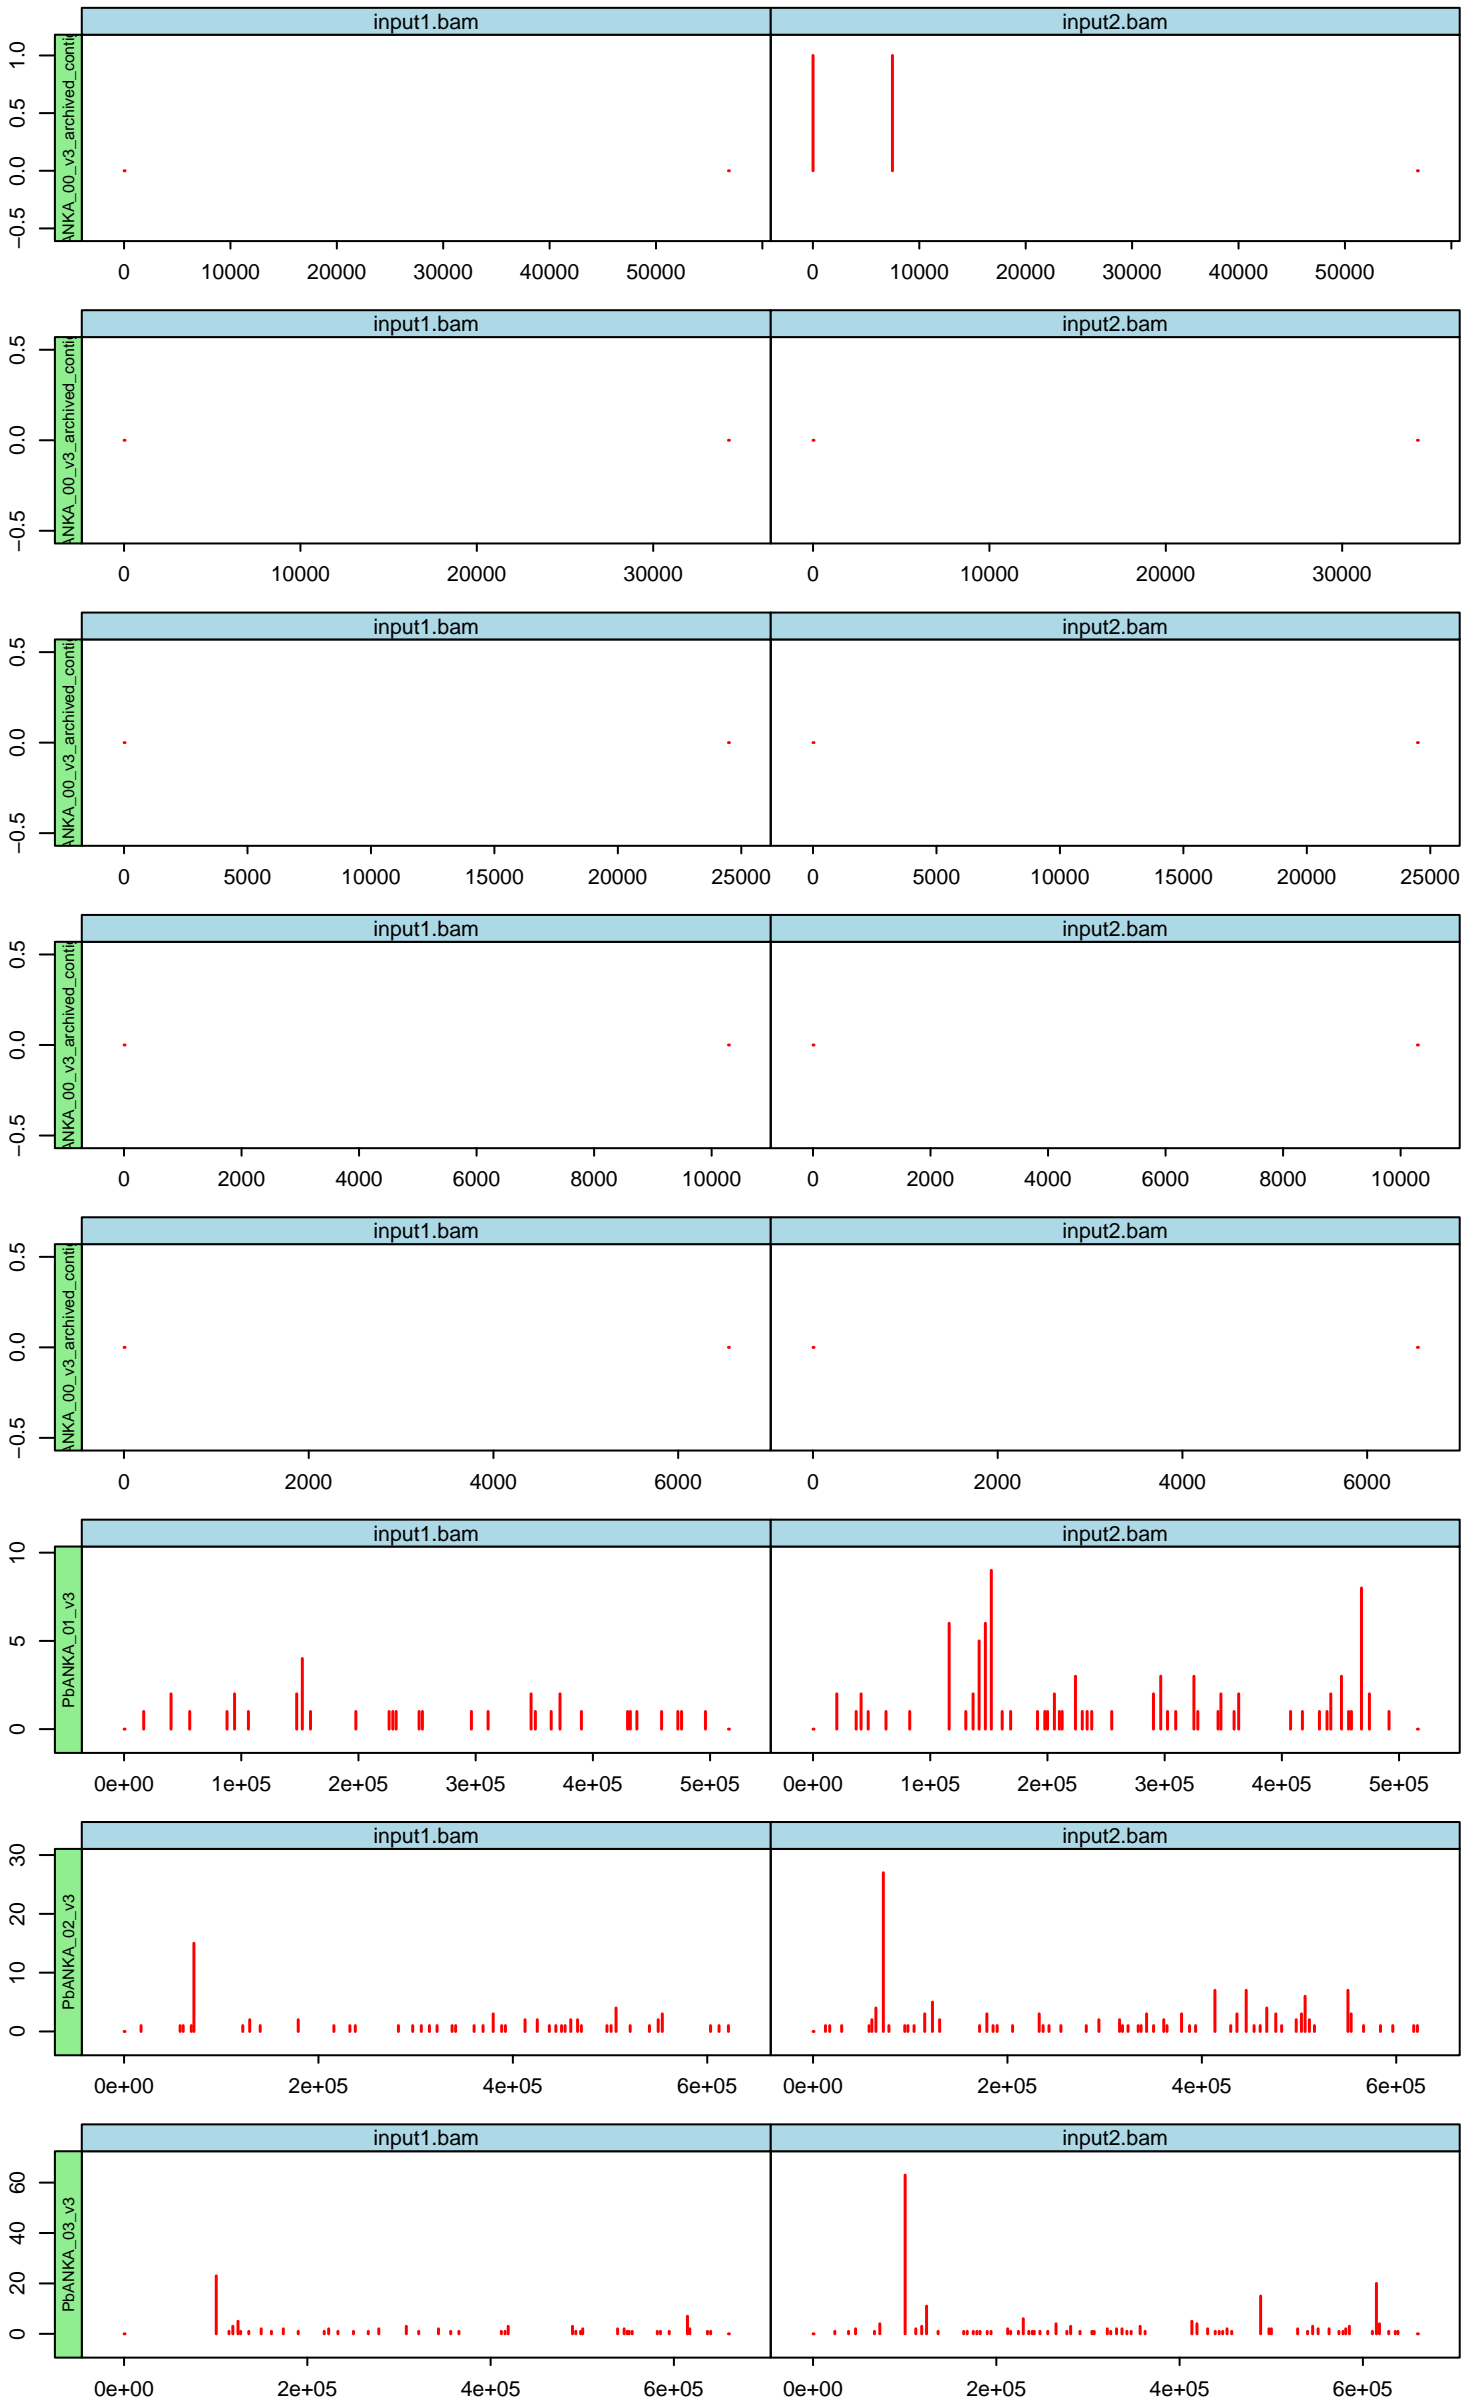 input1.bam input2.bam
ANKA_00_v3_archived_conti
1.0
0.5
0.0
−0.5
0 10000 20000 30000 40000 50000 0 10000 20000 30000 40000 50000
input1.bam input2.bam
ANKA_00_v3_archived_conti
0.5
0.0
−0.5
0 10000 20000 30000 0 10000 20000 30000
input1.bam input2.bam
ANKA_00_v3_archived_conti
0.5
0.0
−0.5
0 5000 10000 15000 20000 25000 0 5000 10000 15000 20000 25000
input1.bam input2.bam
ANKA_00_v3_archived_conti
0.5
0.0
−0.5
0 2000 4000 6000 8000 10000 0 2000 4000 6000 8000 10000
input1.bam input2.bam
ANKA_00_v3_archived_conti
0.5
0.0
−0.5
0 2000 4000 6000 0 2000 4000 6000
input1.bam input2.bam
PbANKA_01_v3
10
5
0
0e+00 1e+05 2e+05 3e+05 4e+05 5e+05 0e+00 1e+05 2e+05 3e+05 4e+05 5e+05
input1.bam input2.bam
PbANKA_02_v3
30
20
10
0
0e+00 2e+05 4e+05 6e+05 0e+00 2e+05 4e+05 6e+05
input1.bam input2.bam
PbANKA_03_v3
60
40
20
0
0e+00 2e+05 4e+05 6e+05 0e+00 2e+05 4e+05 6e+05